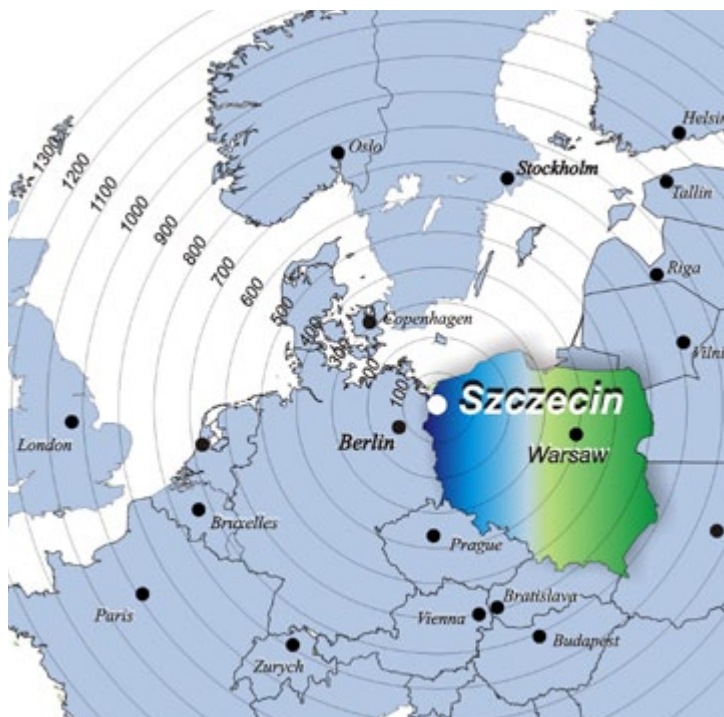 Oslo
Helsin
Stockholm
Tallin
1300
1200
1100
1000
900
800
700
600
500
400
300
200
100
Riga
Copenhagen
Vilni
Szczecin
London
Berlin
Warsaw
Bruxelles
Prague
Paris
Bratislava
Vienna
Budapest
Zurych